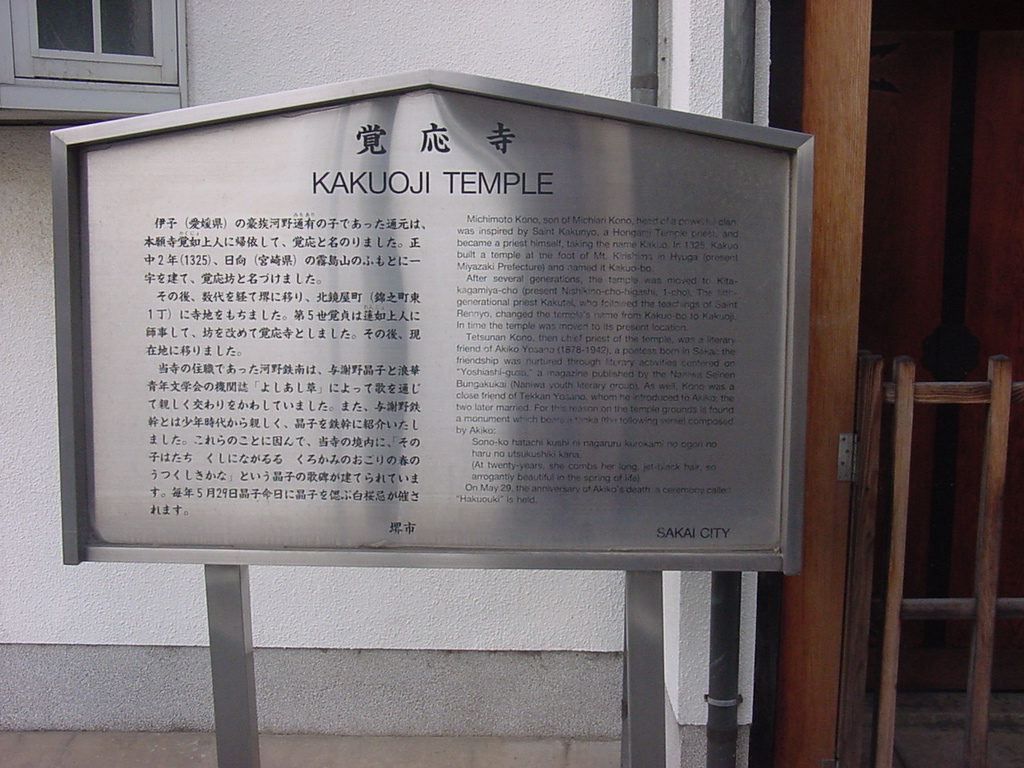 覚応寺
KAKUOJI TEMPLE
伊予（愛媛県）の豪族河野通有の子であった通元は、
本願寺覚如上人に帰依して、覚応と名のりました。正
中2年(1325)、日向（宮崎県）の霧島山のふもとに一
宇を建て、覚応坊と名づけました。
その後、数代を経て堺に移り、北鏡屋町（錦之町東
1丁）に寺地をもちました。第5世覚貞は蓮如上人に
師事して、坊を改めて覚応寺としました。その後、現
在地に移りました。
当寺の住職であった河野鉄南は、与謝野晶子と浪華
青年文学会の機関誌「よしあし草」によって歌を通じ
て親しく交わりをかわしていました。また、与謝野鉄
幹とは少年時代から親しく、晶子を鉄幹に紹介いたし
ました。これらのことに因んで、当寺の境内に、「その
子はたち くしにながるる くろかみのおごりの春の
うつくしきかな」という晶子の歌碑が建てられていま
す。毎年5月29日晶子命日に晶子を偲ぶ白桜忌が催さ
れます。
堺市
Michimoto Kono, son of Michiari Kono, head of a powerful clan,
was inspired by Saint Kakunyo, a Honganji Temple priest, and
became a priest himself, taking the name Kakuo. In 1325, Kakuo
built a temple at the foot of Mt. Kirishima in Hyuga (present
Miyazaki Prefecture) and named it Kakuo-bo.
After several generations, the temple was moved to Kita-
kagamiya-cho (present Nishikino-cho-higashi, 1-cho). The fifth-
generational priest Kakutei, who followed the teachings of Saint
Rennyo, changed the temple's name from Kakuo-bo to Kakuoji.
In time the temple was moved to its present location.
Tetsunan Kono, then chief priest of the temple, was a literary
friend of Akiko Yosano (1878-1942), a poetess born in Sakai; the
friendship was nurtured through literary activities centered on
"Yoshiashi-gusa," a magazine published by the Naniwa Seinen
Bungakukai (Naniwa youth literary group). As well, Kono was a
close friend of Tekkan Yosano, whom he introduced to Akiko; the
two later married. For this reason on the temple grounds is found
a monument which bears a tanka (the following verse) composed
by Akiko:
Sono-ko hatachi kushi ni nagaruru kurokami no ogori no
haru no utsukushiki kana.
(At twenty-years, she combs her long, jet-black hair, so
arrogantly beautiful in the spring of life)
On May 29, the anniversary of Akiko's death, a ceremony called
"Hakuouki" is held.
SAKAI CITY